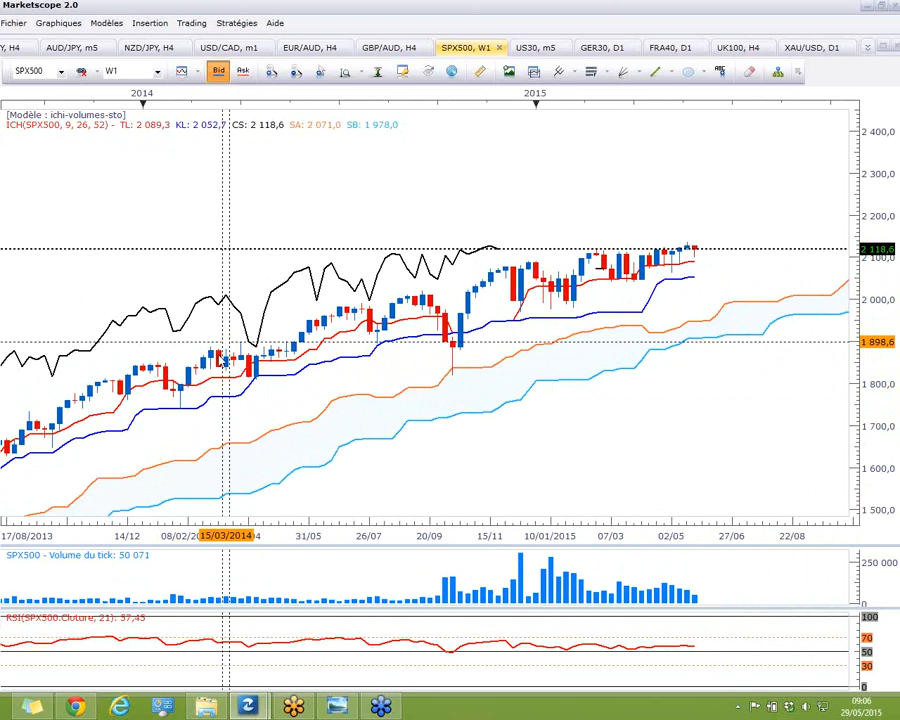 Marketscope 2.0
Fichier Graphiques Modèles Insertion Trading Stratégies Aide
Y, H4 AUD/JPY, m5 NZD/JPY, H4 USD/CAD, m1 EUR/AUD, H4 GBP/AUD, H4 SPX500, W1 US30, m5 GER30, D1 FRA40, D1 UK100, H4 XAU/USD, D1
SPX500 W1 Bid Ask
2014 2015
[Modèle : ichi-volumes-sto]
ICH(SPX500, 9, 26, 52) - TL: 2 089,3 KL: 2 052,7 CS: 2 118,6 SA: 2 071,0 SB: 1 978,0
2 400,0
2 300,0
2 200,0
2 118,6
2 100,0
2 000,0
1 898,6
1 800,0
1 700,0
1 600,0
1 500,0
17/08/2013 14/12 08/02/20 15/03/2014 4 31/05 26/07 20/09 15/11 10/01/2015 07/03 02/05 27/06 22/08
SPX500 - Volume du tick: 50 071
250 000
0
RSI(SPX500.Cloture, 21): 57,45
100
70
50
30
0
09:06
29/05/2015